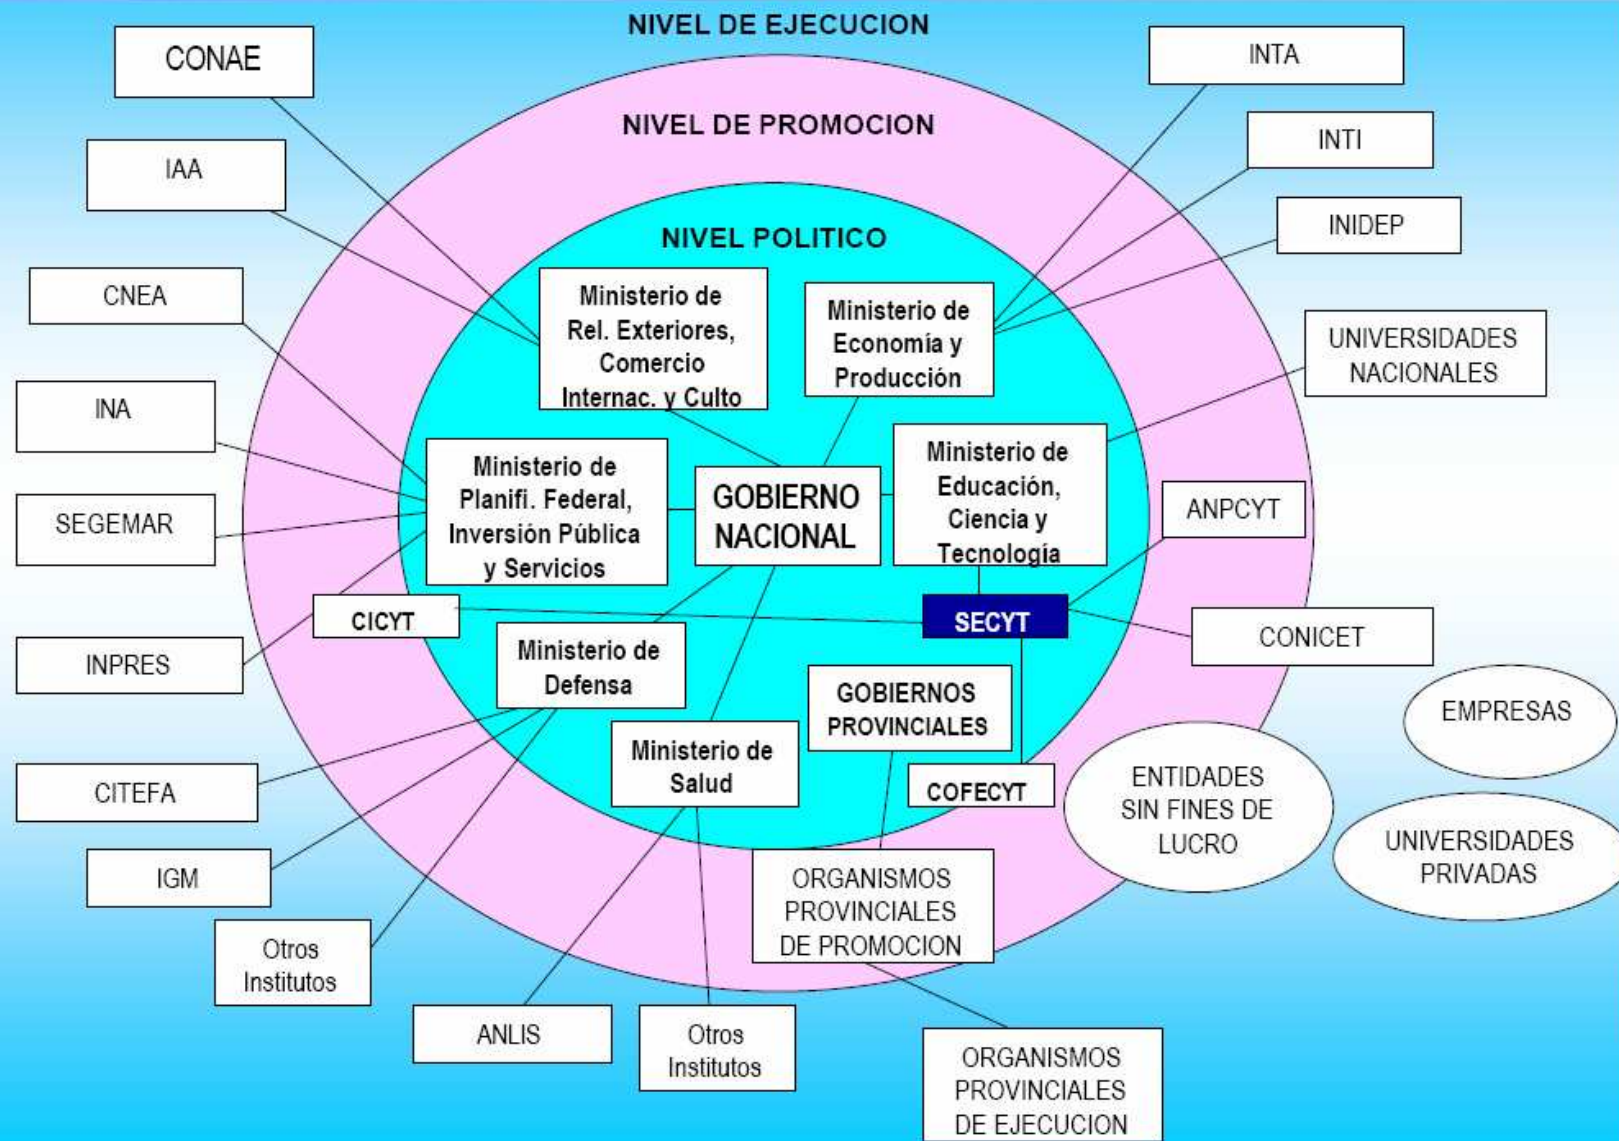 NIVEL DE EJECUCION
CONAE
INTA
NIVEL DE PROMOCION
INTI
IAA
INIDEP
NIVEL POLITICO
CNEA
Ministerio de
Rel. Exteriores,
Comercio
Internac. y Culto
Ministerio de
Economía y
Producción
UNIVERSIDADES
NACIONALES
INA
Ministerio de
Planifi. Federal,
Inversión Pública
y Servicios
GOBIERNO
NACIONAL
Ministerio de
Educación,
Ciencia y
Tecnología
ANPCYT
SEGEMAR
CICYT
SECYT
CONICET
INPRES
Ministerio de
Defensa
GOBIERNOS
PROVINCIALES
EMPRESAS
Ministerio de
Salud
COFECYT
ENTIDADES
SIN FINES DE
LUCRO
CITEFA
UNIVERSIDADES
PRIVADAS
IGM
ORGANISMOS
PROVINCIALES
DE PROMOCION
Otros
Institutos
ANLIS
Otros
Institutos
ORGANISMOS
PROVINCIALES
DE EJECUCION